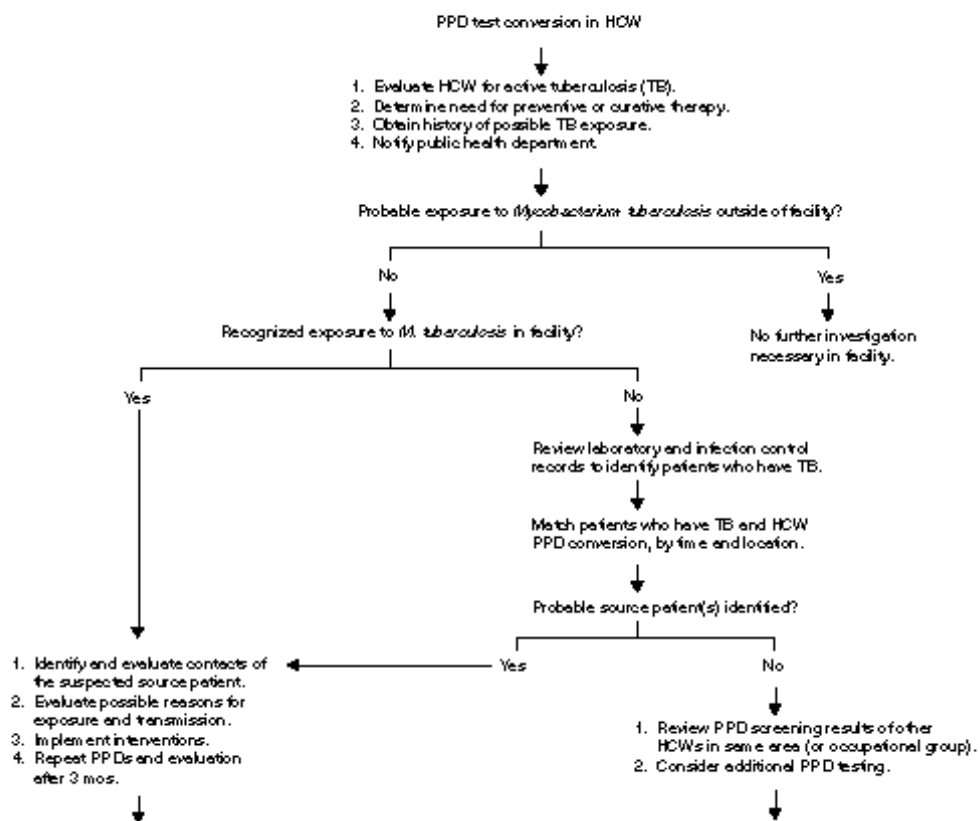 PPD test conversion in HCW
1. Evaluate HCW for active tuberculosis (TB).
2. Determine need for preventive or curative therapy.
3. Obtain history of possible TB exposure.
4. Notify public health department.
Probable exposure to Mycobacterium tuberculosis outside of facility?
No
Yes
Recognized exposure to M. tuberculosis in facility?
No further investigation
necessary in facility.
Yes
No
Review laboratory and infection control
records to identify patients who have TB.
Match patients who have TB and HCW
PPD conversion, by time and location.
Probable source patient(s) identified?
Yes
No
1. Identify and evaluate contacts of
the suspected source patient.
2. Evaluate possible reasons for
exposure and transmission.
3. Implement interventions.
4. Repeat PPDs and evaluation
after 3 mos.
1. Review PPD screening results of other
HCWs in same area (or occupational group).
2. Consider additional PPD testing.